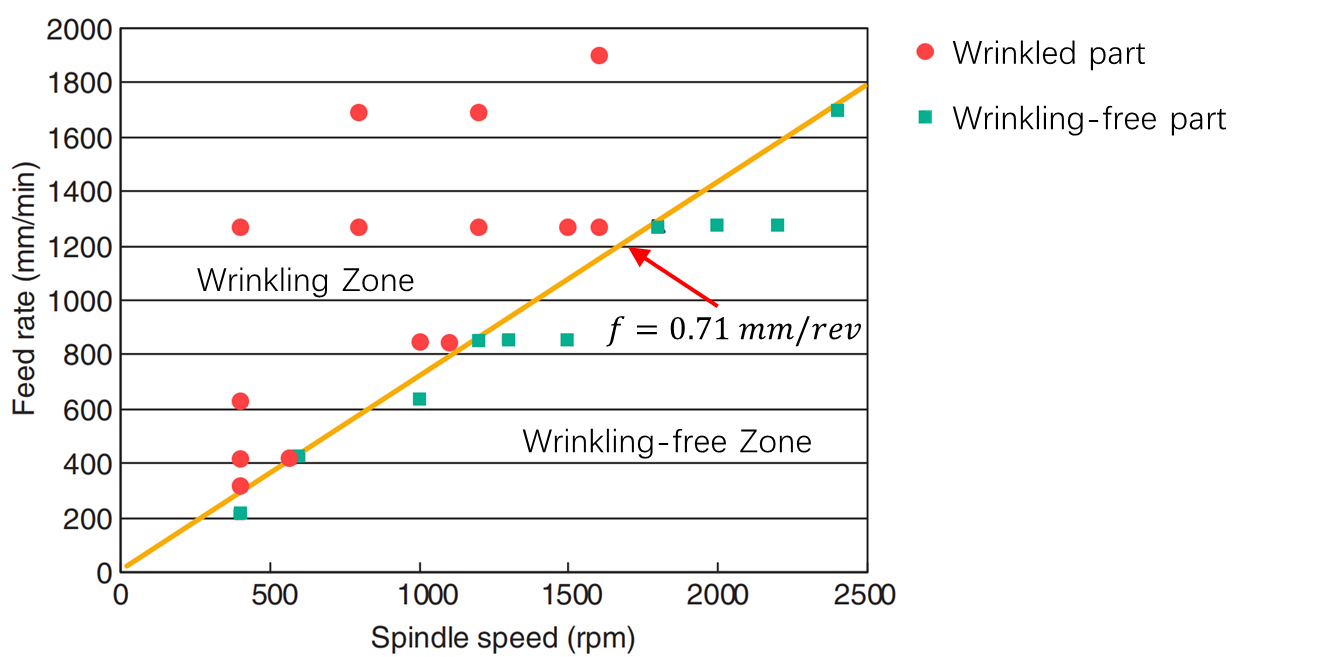 2000
1800
1600
1400
1200
1000
800
600
400
200
0
Feed rate (mm/min)
Wrinkling Zone
f = 0.71 mm/rev
Wrinkling-free Zone
0 500 1000 1500 2000 2500
Spindle speed (rpm)
Wrinkled part
Wrinkling-free part